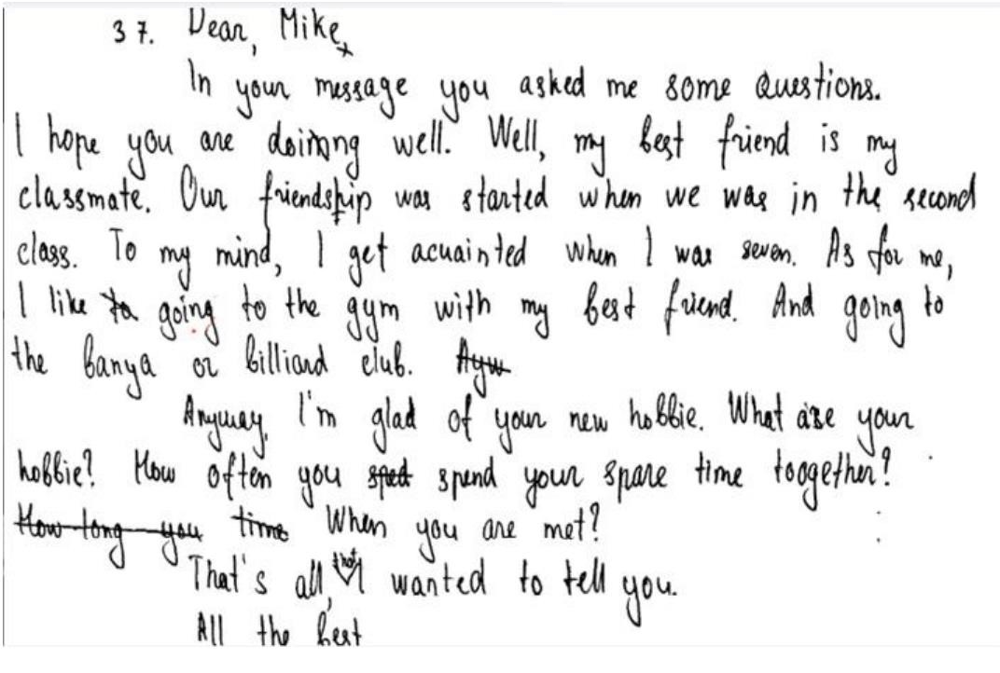 37. Dear, Mike,
In your message you asked me some questions.
I hope you are doing well. Well, my best friend is my
classmate. Our friendship was started when we was in the second
class. To my mind, I get acuainted when I was seven. As for me,
I like to going to the gym with my best friend. And going to
the banya or billiard club. Ayw
Anyway, I'm glad of your new hobbie. What are your
hobbie? How often you sped spend your spare time toogether?
How long you time When you are met?
That's all, that I wanted to tell you.
All the best